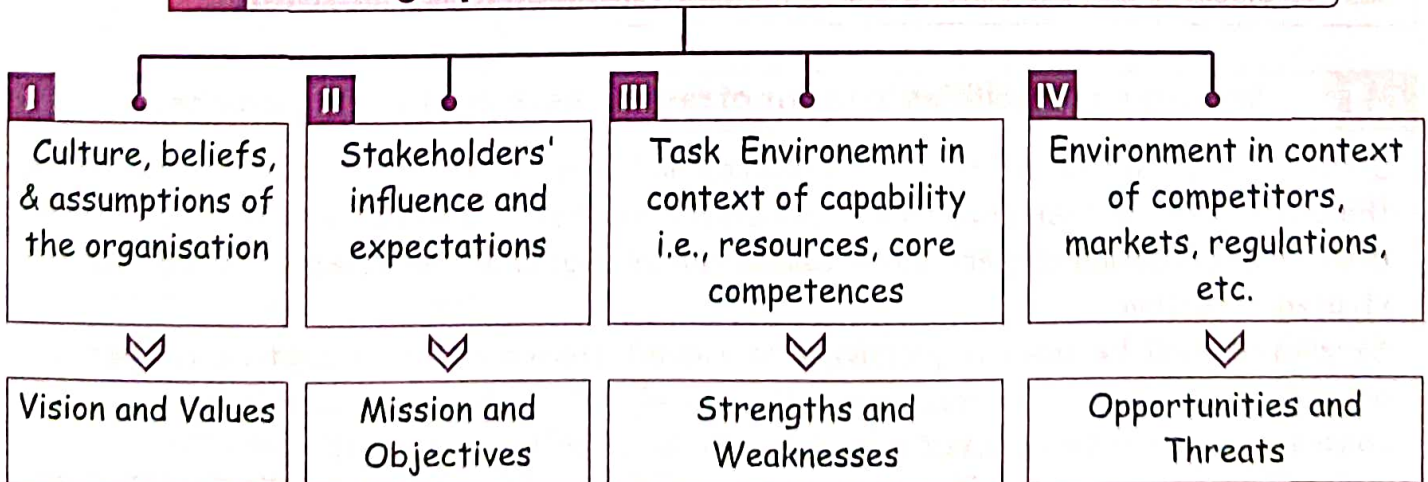 I
Culture, beliefs,
& assumptions of
the organisation
II
Stakeholders'
influence and
expectations
III
Task Environemnt in
context of capability
i.e., resources, core
competences
IV
Environment in context
of competitors,
markets, regulations,
etc.
Vision and Values
Mission and
Objectives
Strengths and
Weaknesses
Opportunities and
Threats